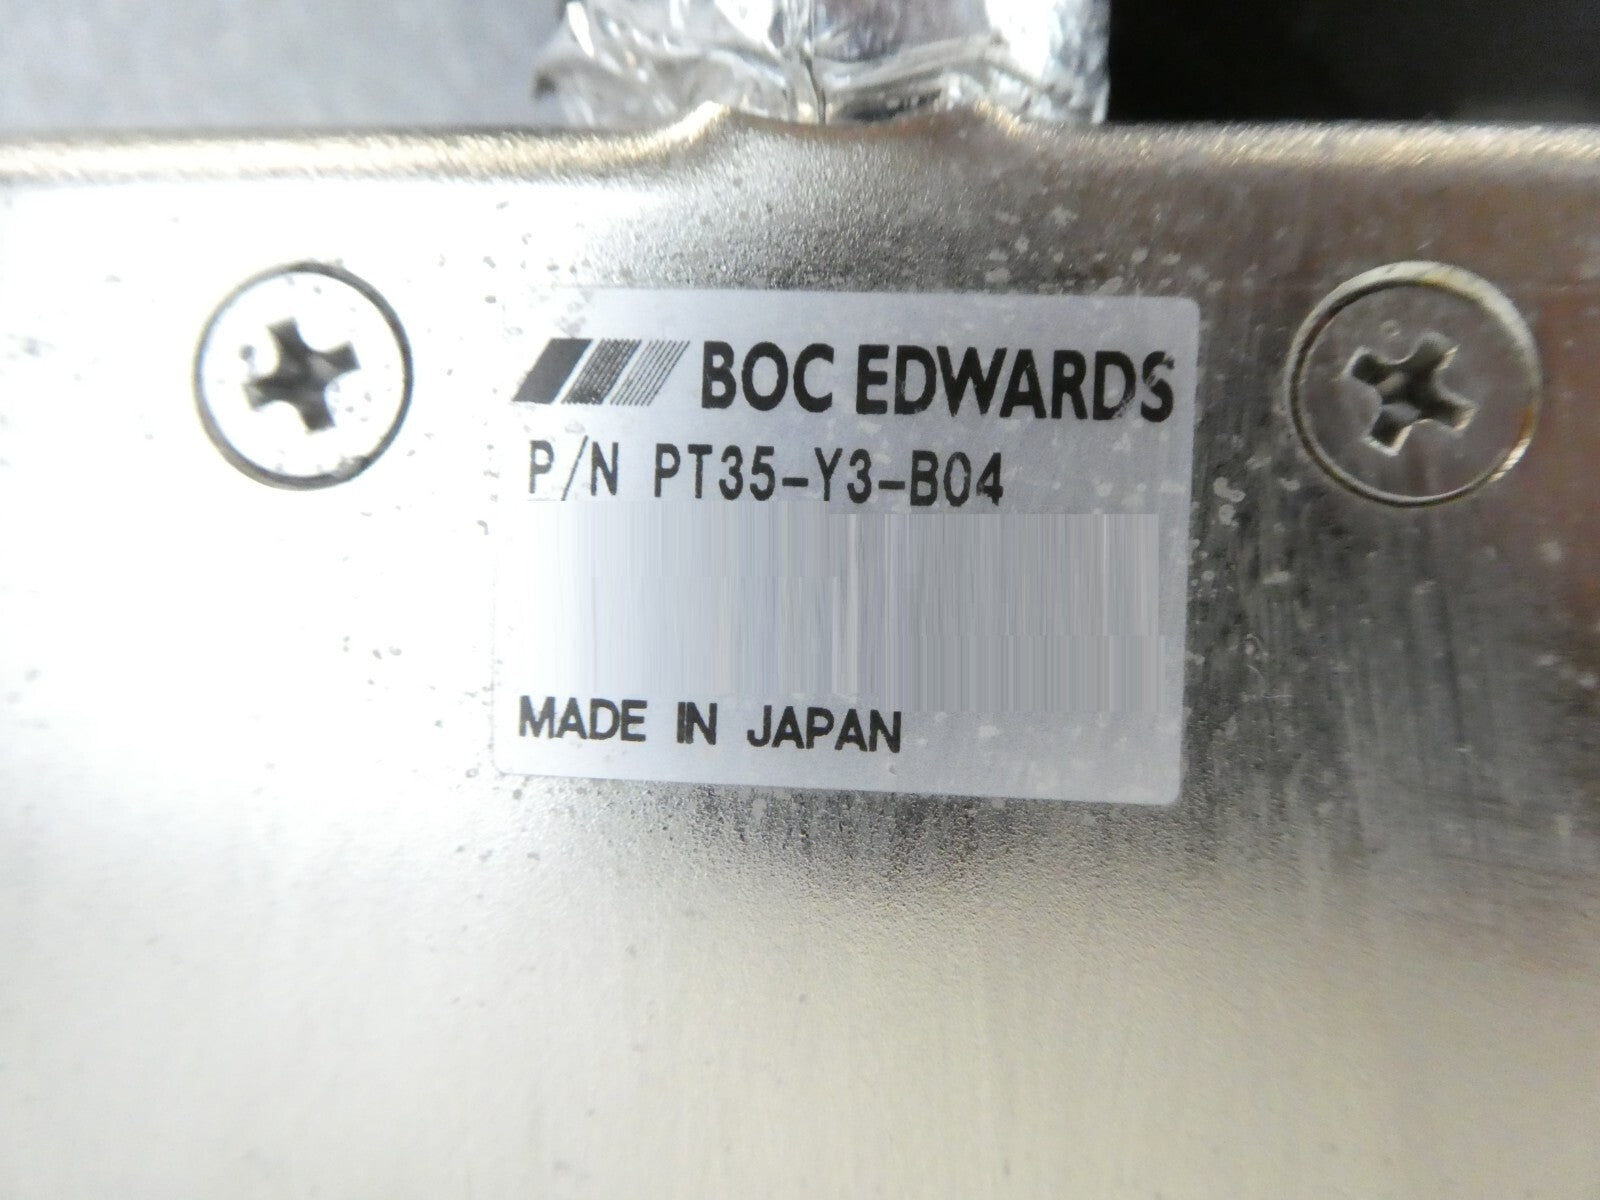 BOC EDWARDS
P/N PT35-Y3-B04
MADE IN JAPAN